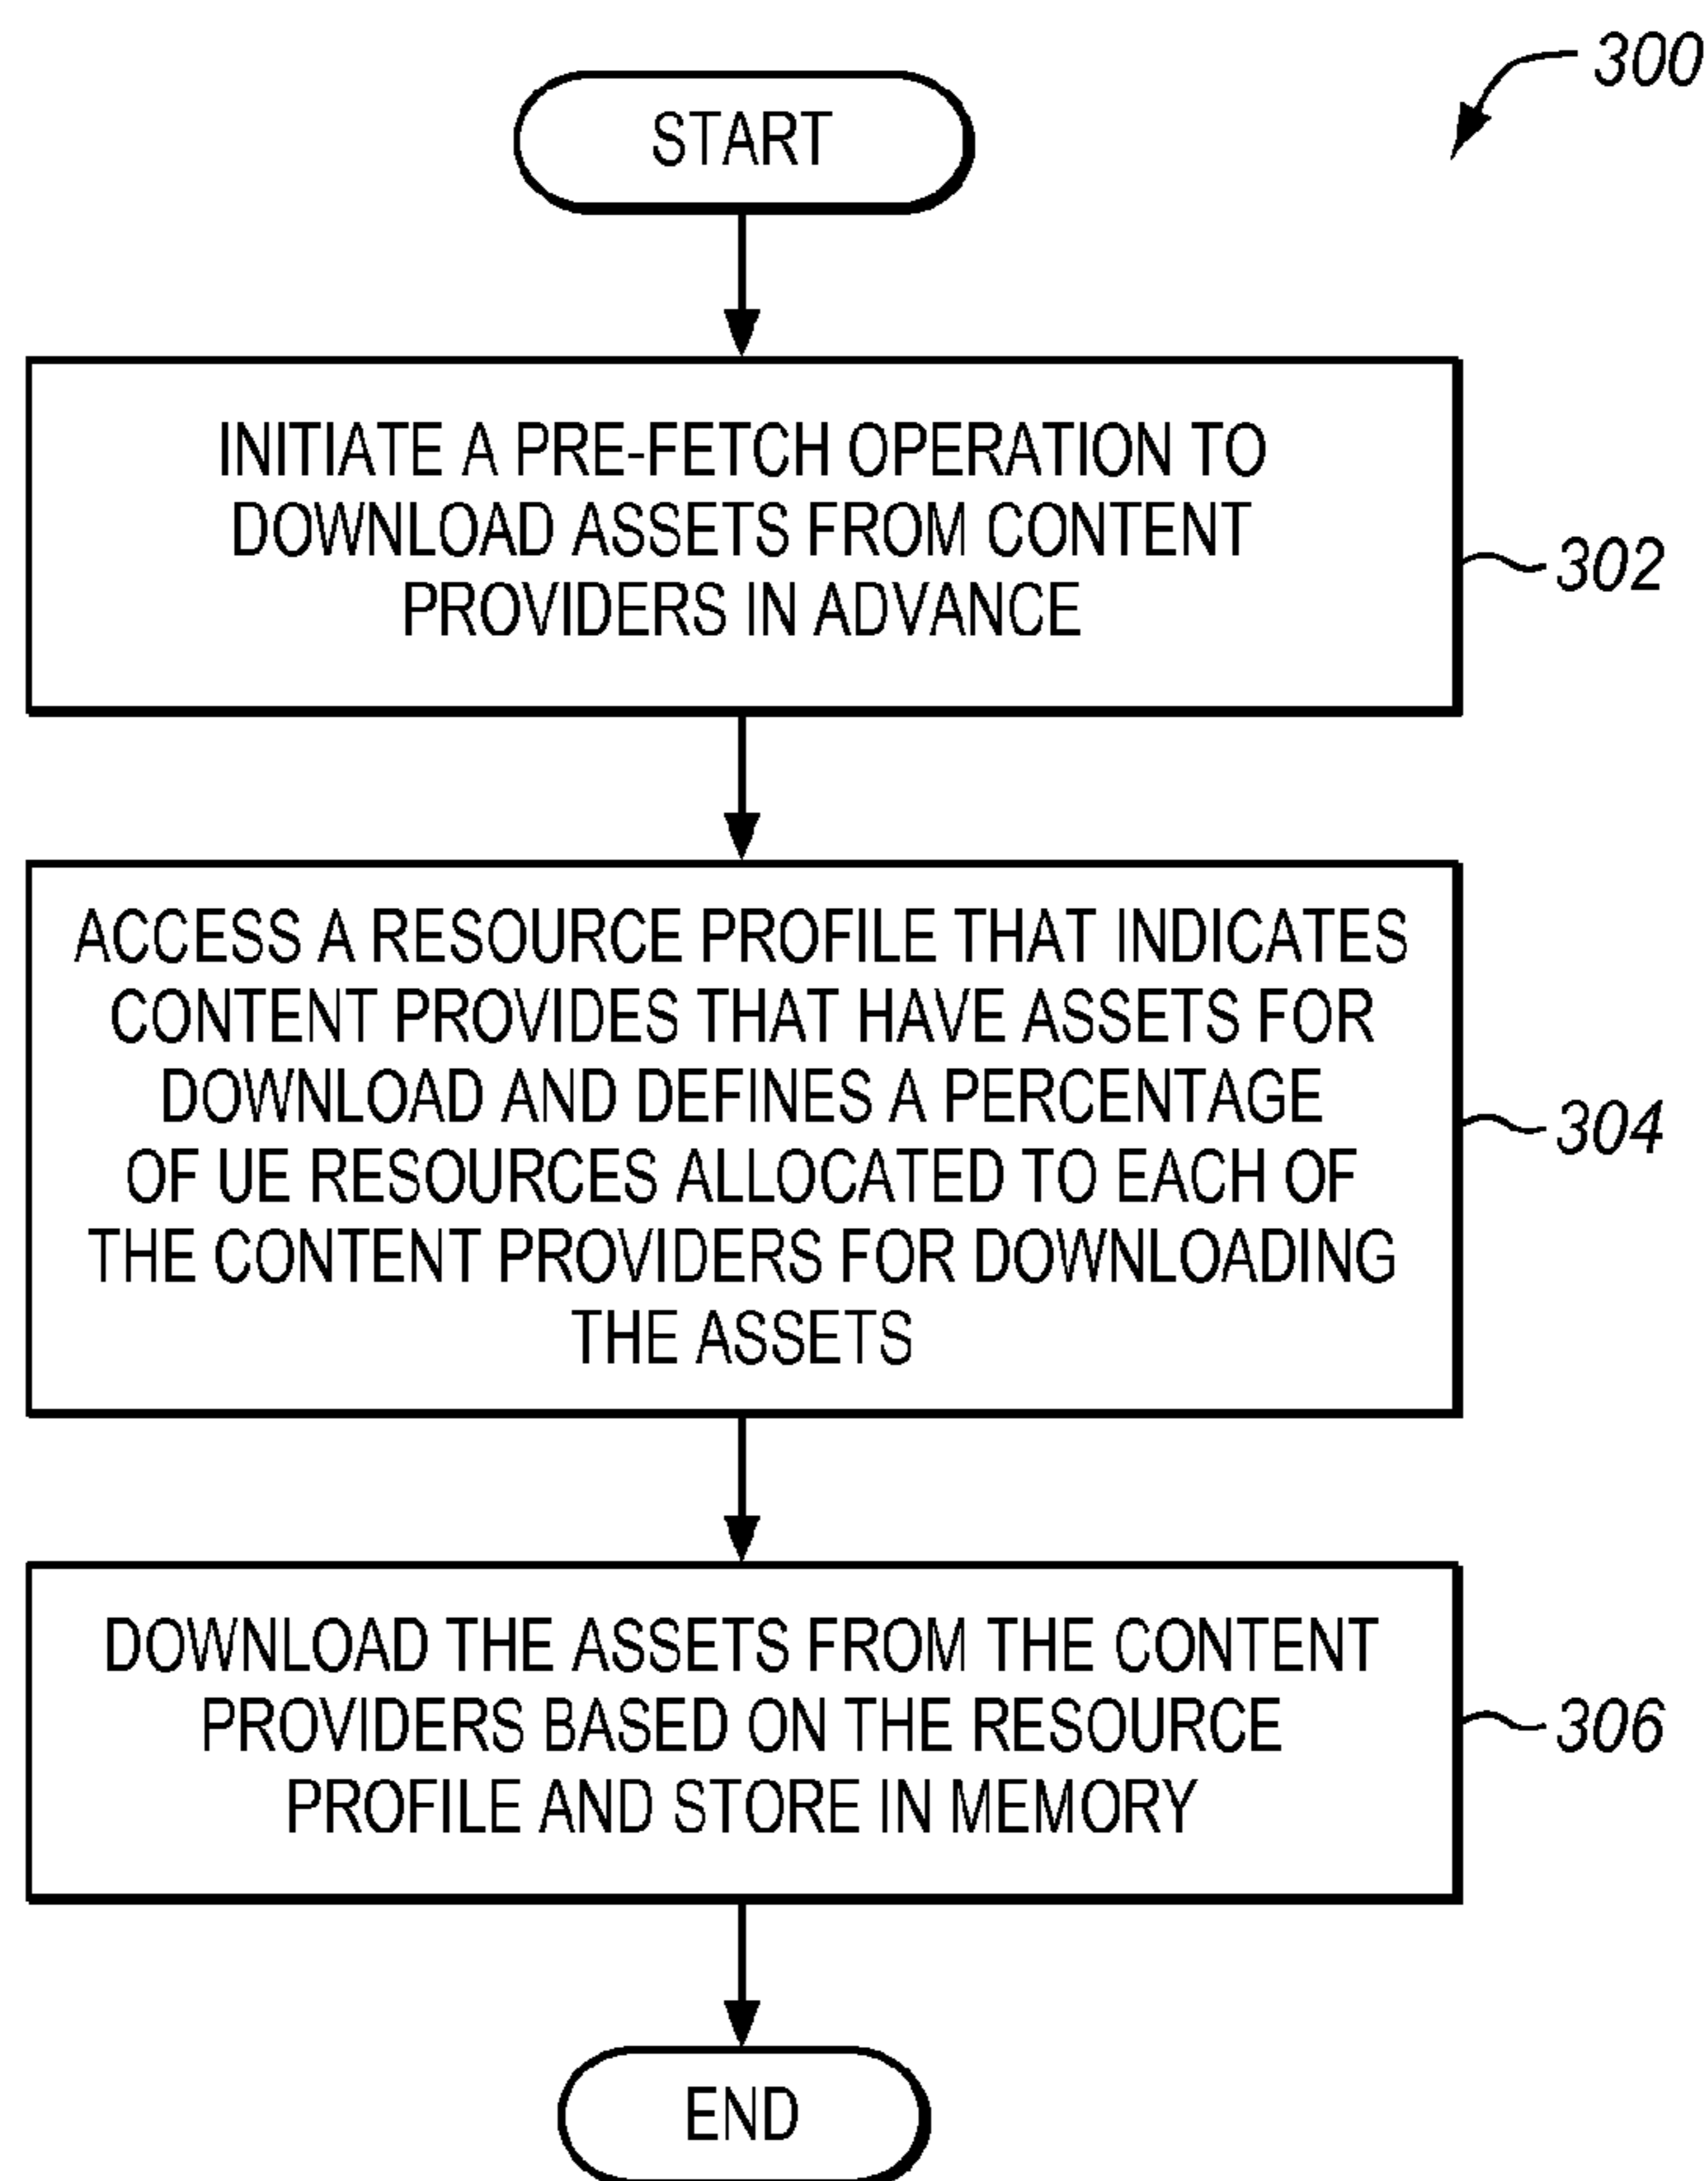 300
START
INITIATE A PRE-FETCH OPERATION TO
DOWNLOAD ASSETS FROM CONTENT
PROVIDERS IN ADVANCE
302
ACCESS A RESOURCE PROFILE THAT INDICATES
CONTENT PROVIDES THAT HAVE ASSETS FOR
DOWNLOAD AND DEFINES A PERCENTAGE
OF UE RESOURCES ALLOCATED TO EACH OF
THE CONTENT PROVIDERS FOR DOWNLOADING
THE ASSETS
304
DOWNLOAD THE ASSETS FROM THE CONTENT
PROVIDERS BASED ON THE RESOURCE
PROFILE AND STORE IN MEMORY
306
END